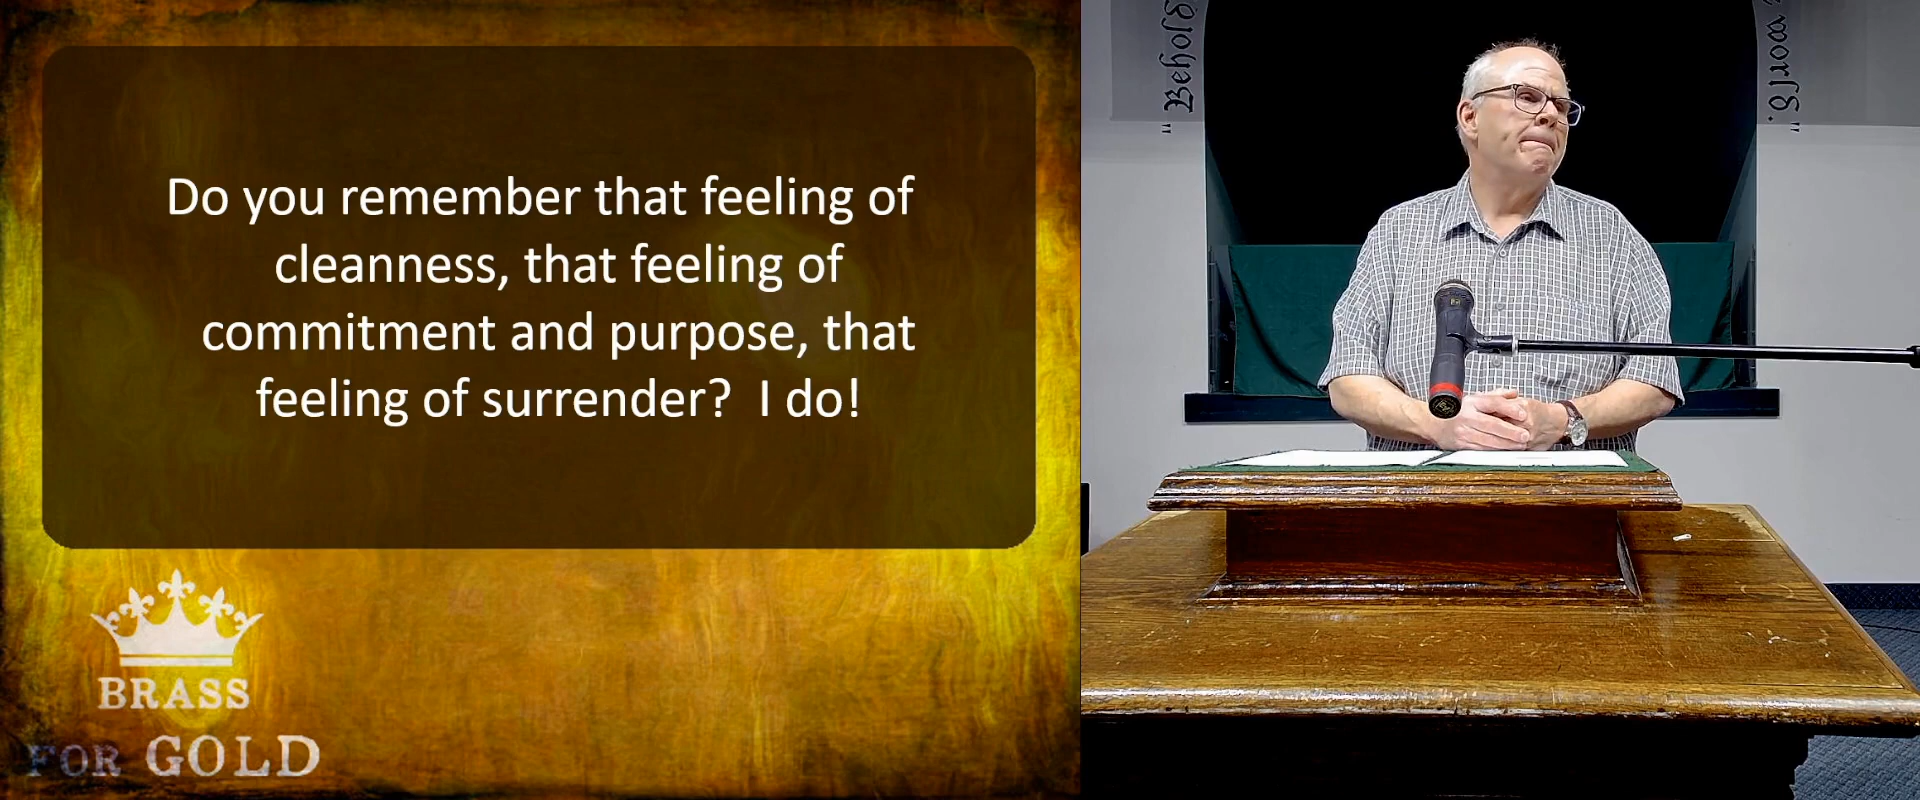 Do you remember that feeling of
cleanness, that feeling of
commitment and purpose, that
feeling of surrender?  I do!
BRASS
FOR GOLD
"Behold
world."